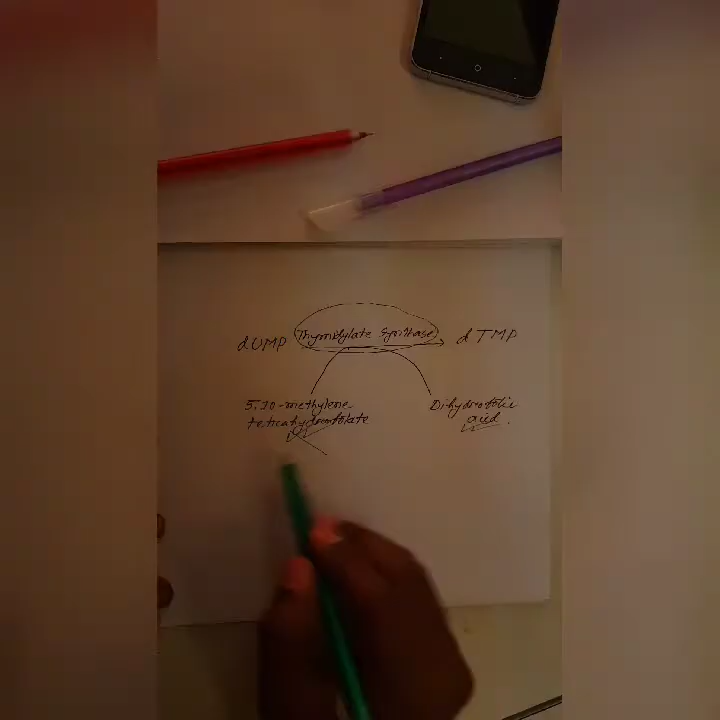 dUMP Thymidylate Synthase dTMP
5,10-methylene
tetrahydrofolate
Dihydrofolic
acid.